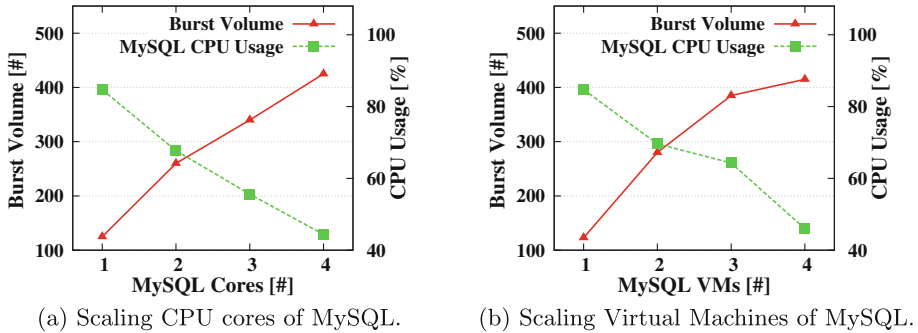 Burst Volume
MySQL CPU Usage
Burst Volume [#]
500
400
300
200
100
100
80
60
40
CPU Usage [%]
1 2 3 4
MySQL Cores [#]
(a) Scaling CPU cores of MySQL.
Burst Volume
MySQL CPU Usage
Burst Volume [#]
500
400
300
200
100
100
80
60
40
CPU Usage [%]
1 2 3 4
MySQL VMs [#]
(b) Scaling Virtual Machines of MySQL